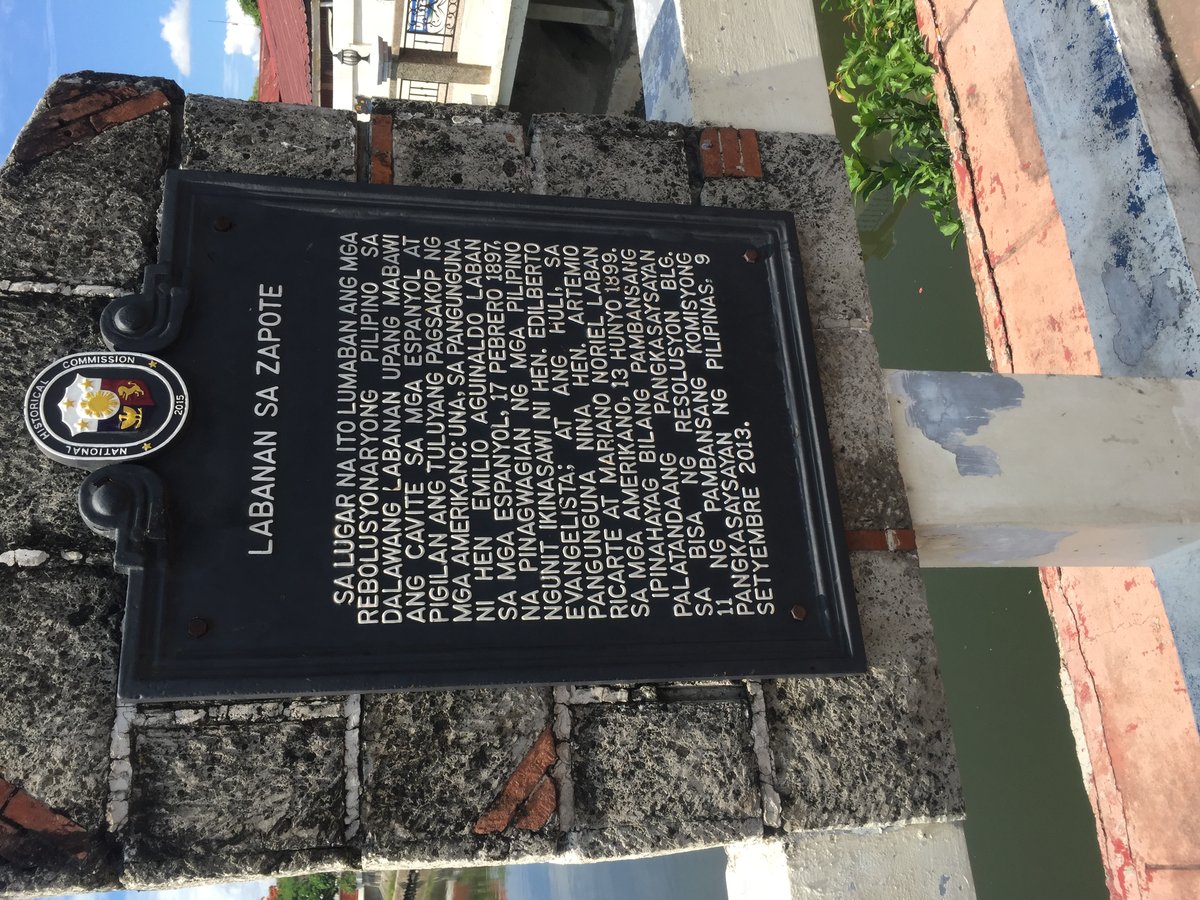 NATIONAL HISTORICAL COMMISSION
2015
LABANAN SA ZAPOTE
SA LUGAR NA ITO LUMABAN ANG MGA
REBOLUSYONARYONG PILIPINO SA
DALAWANG LABANAN UPANG MABAWI
ANG CAVITE SA MGA ESPANYOL AT
PIGILAN ANG TULUYANG PAGSAKOP NG
MGA AMERIKANO: UNA, SA PANGUNGUNA
NI HEN EMILIO AGUINALDO LABAN
SA MGA ESPANYOL, 17 PEBRERO 1897,
NA PINAGWAGIAN NG MGA PILIPINO
NGUNIT IKINASAWI NI HEN. EDILBERTO
EVANGELISTA; AT ANG HULI, SA
PANGUNGUNA NINA HEN. ARTEMIO
RICARTE AT MARIANO NORIEL LABAN
SA MGA AMERIKANO, 13 HUNYO 1899.
IPINAHAYAG BILANG PAMBANSANG
PALATANDAANG PANGKASAYSAYAN
SA BISA NG RESOLUSYON BLG.
11 NG PAMBANSANG KOMISYONG
PANGKASAYSAYAN NG PILIPINAS, 9
SETYEMBRE 2013.